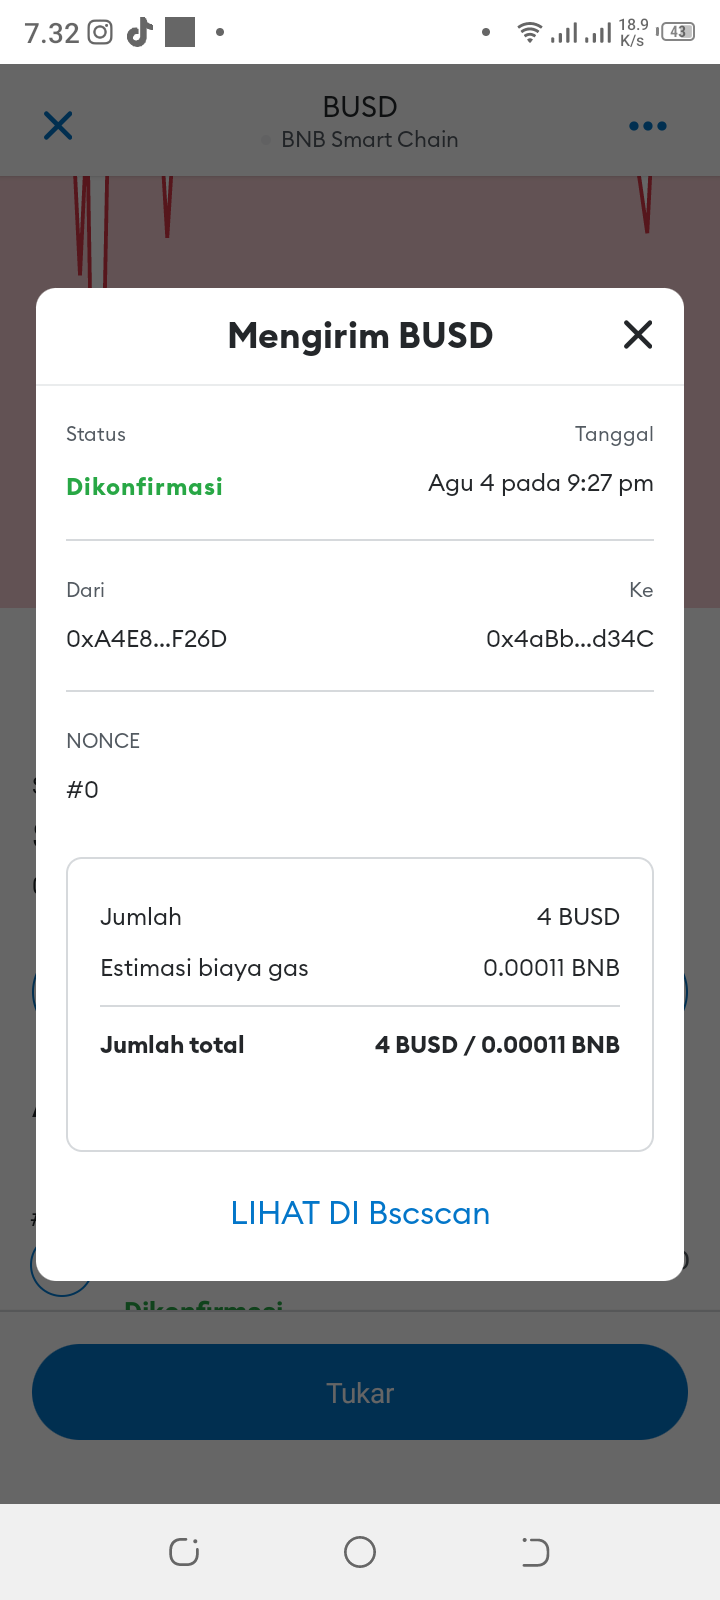 7.32
18.9
K/s
43
BUSD
BNB Smart Chain
Mengirim BUSD
Status
Tanggal
Dikonfirmasi
Agu 4 pada 9:27 pm
Dari
Ke
0xA4E8...F26D
0x4aBb...d34C
NONCE
#0
Jumlah
4 BUSD
Estimasi biaya gas
0.00011 BNB
Jumlah total
4 BUSD / 0.00011 BNB
LIHAT DI Bscscan
Dikonfirmasi
Tukar